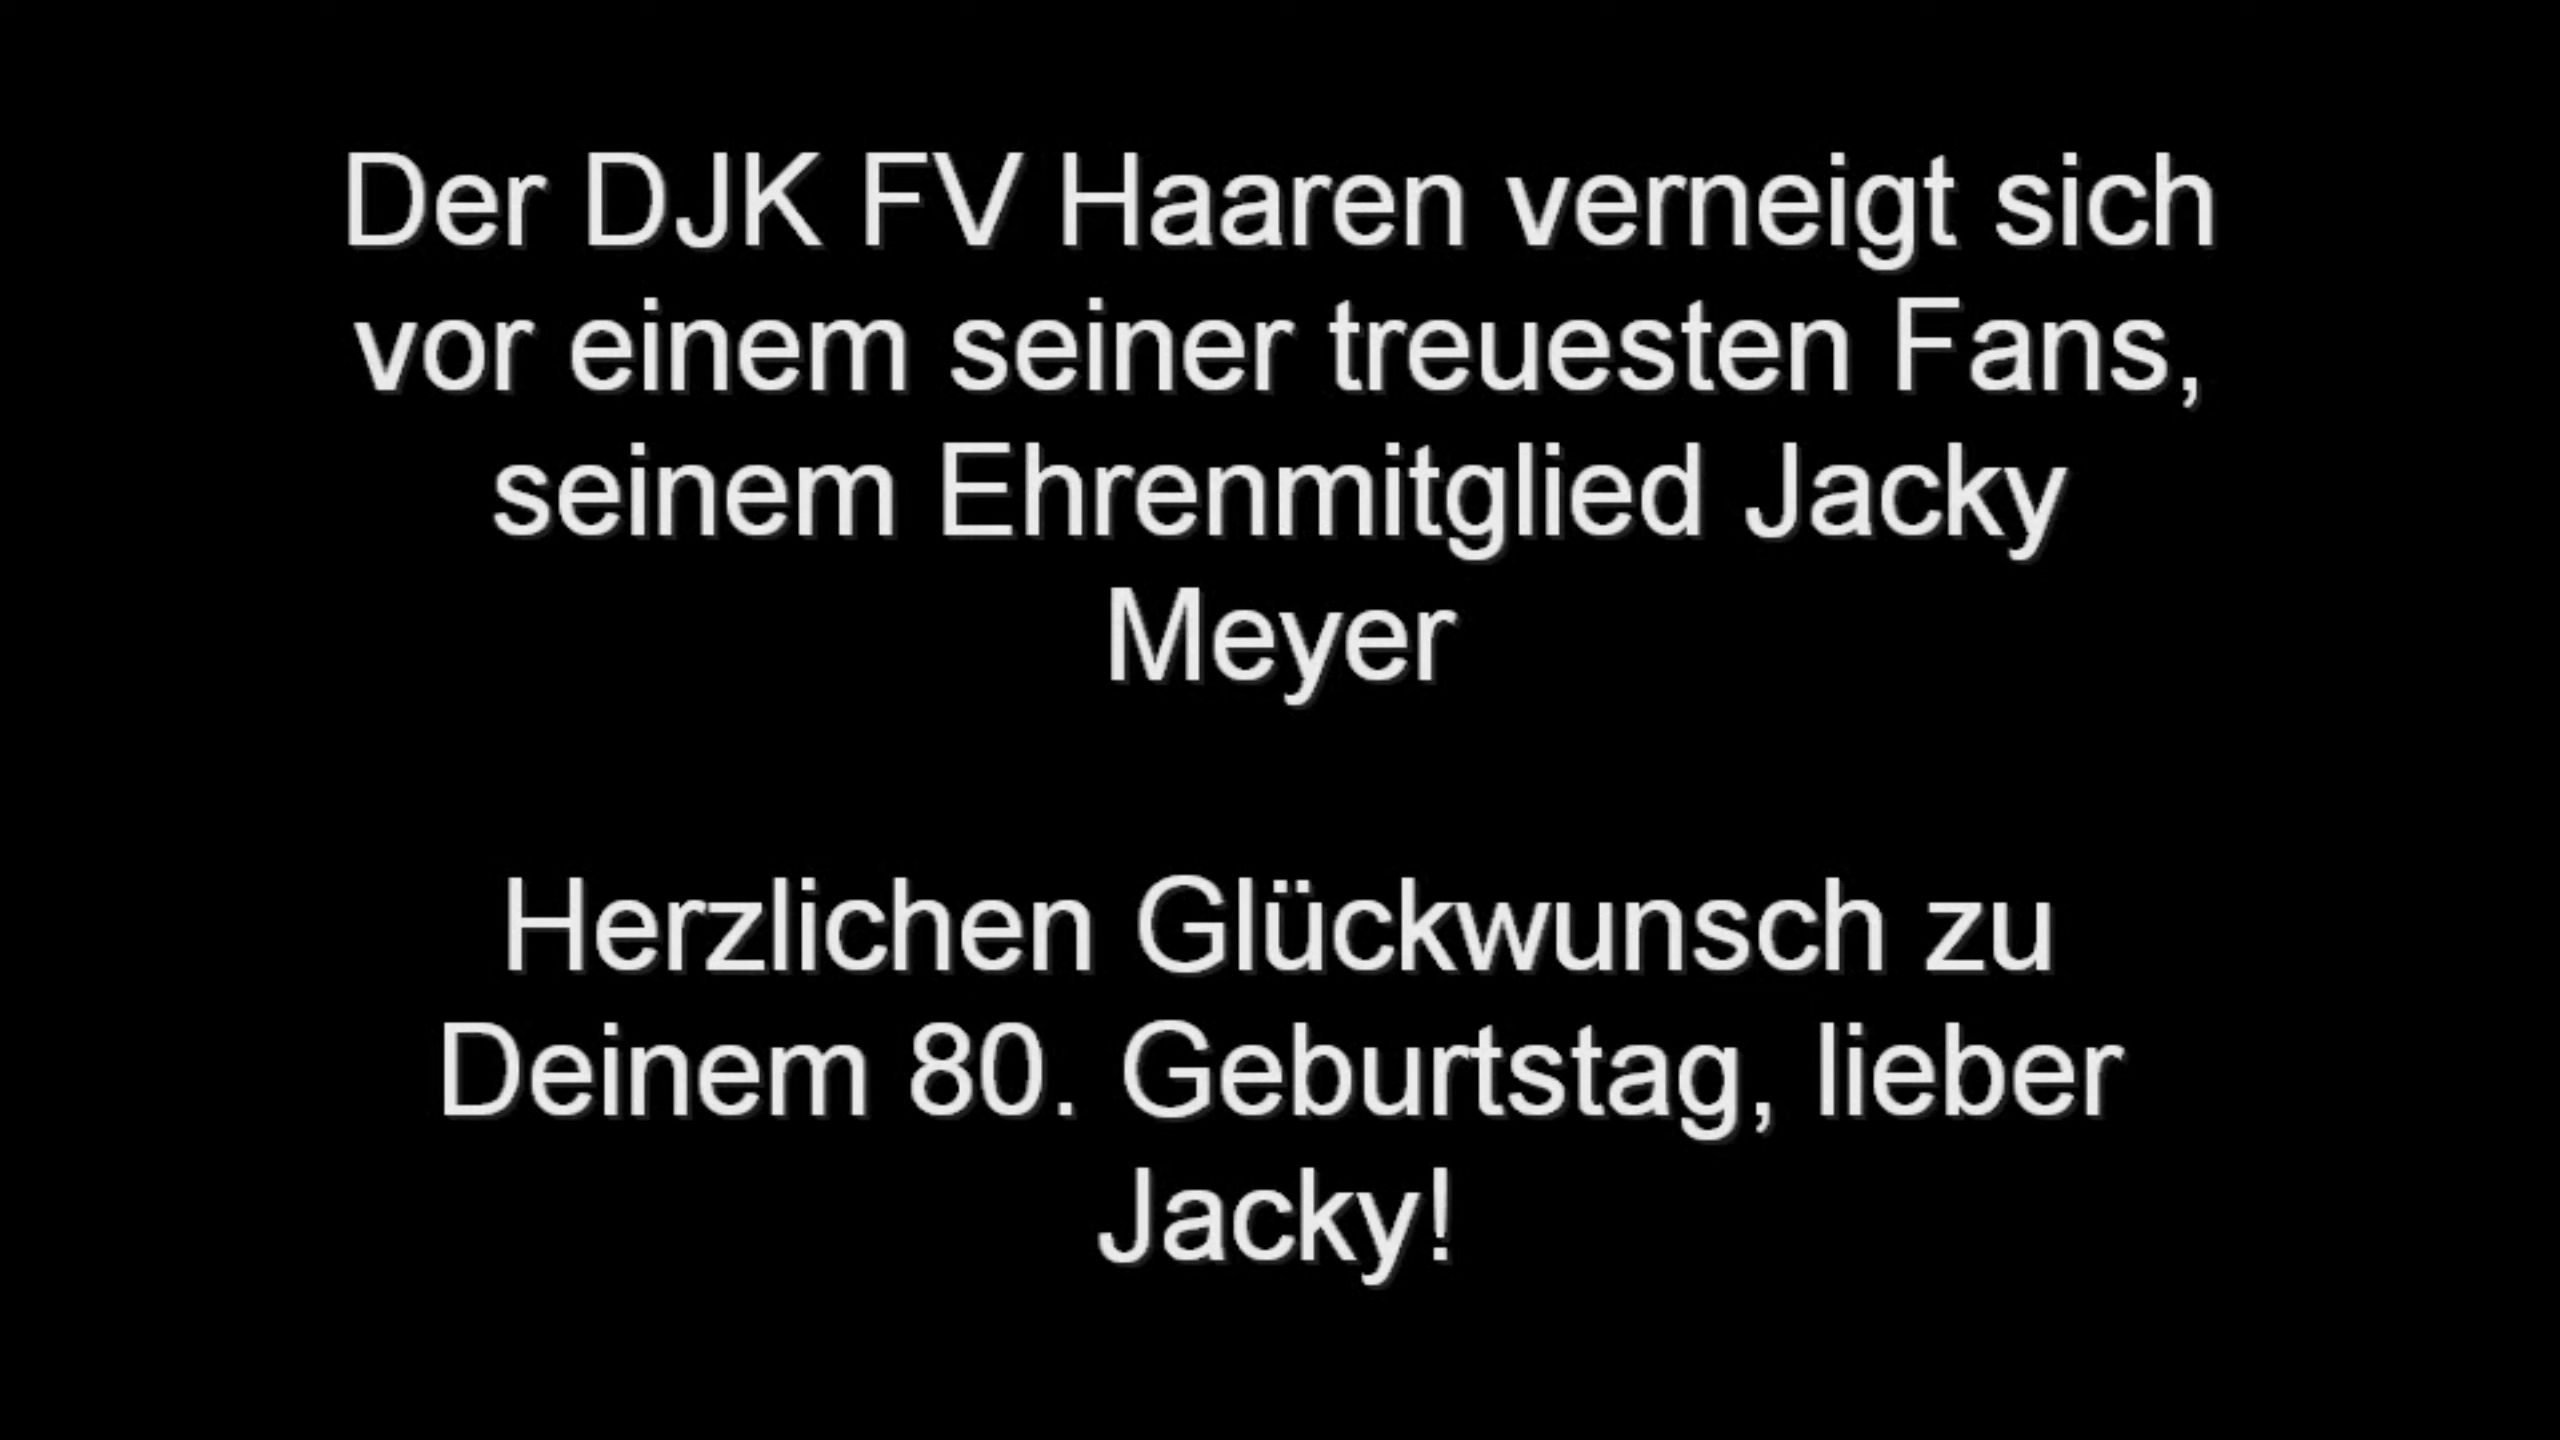 Der DJK FV Haaren verneigt sich
vor einem seiner treuesten Fans,
seinem Ehrenmitglied Jacky
Meyer
Herzlichen Glückwunsch zu
Deinem 80. Geburtstag, lieber
Jacky!